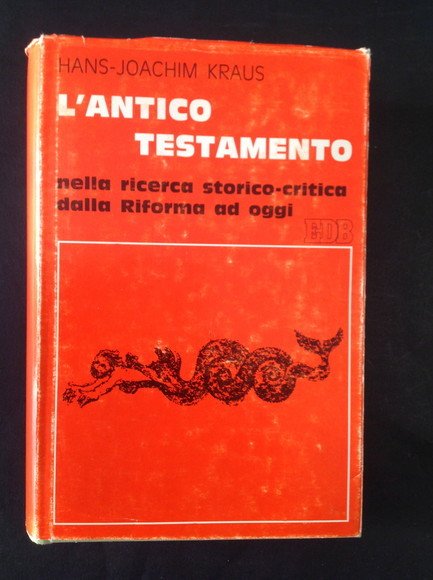 HANS-JOACHIM KRAUS
L'ANTICO
TESTAMENTO
nella ricerca storico-critica
dalla Riforma ad oggi
EDB